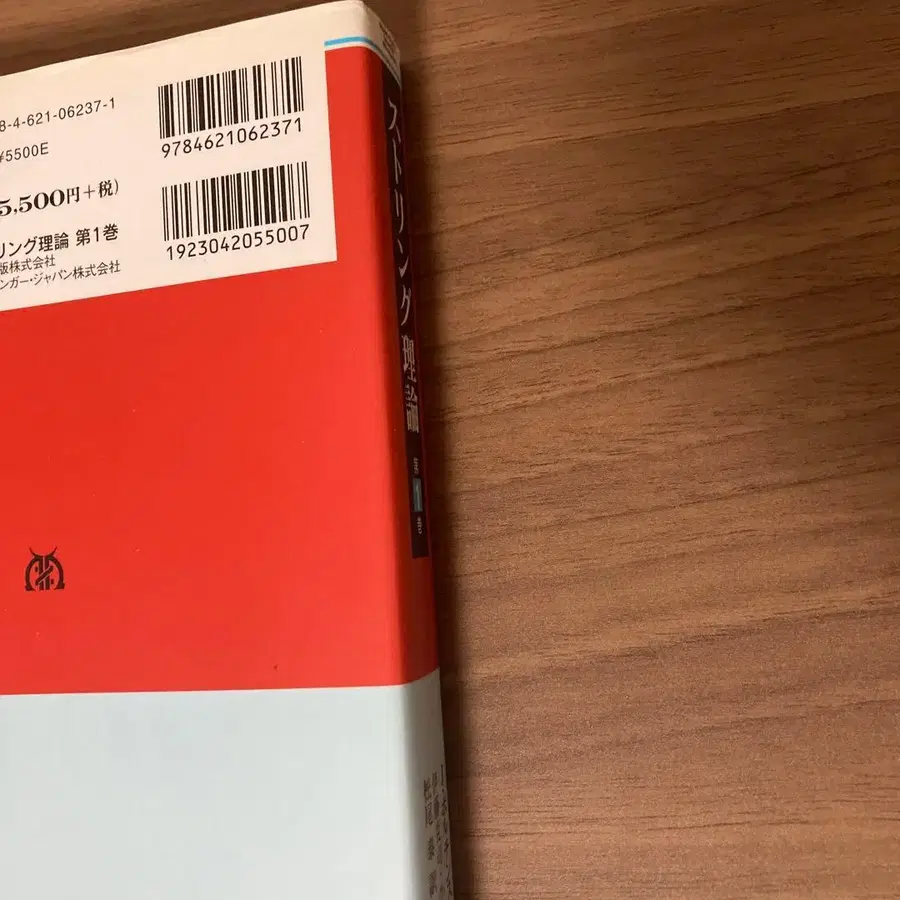 8-4-621-06237-1
¥5500E
5,500円+税)
リング理論 第1巻
版株式会社
ンガー・ジャパン株式会社
9784621062371
1923042055007
ストリング理論
第1巻